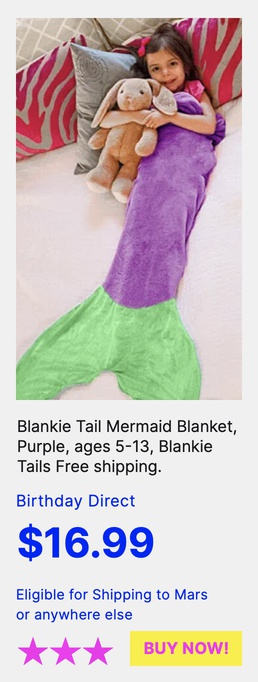 Blankie Tail Mermaid Blanket,
Purple, ages 5-13, Blankie
Tails Free shipping.
Birthday Direct
$16.99
Eligible for Shipping to Mars
or anywhere else
BUY NOW!